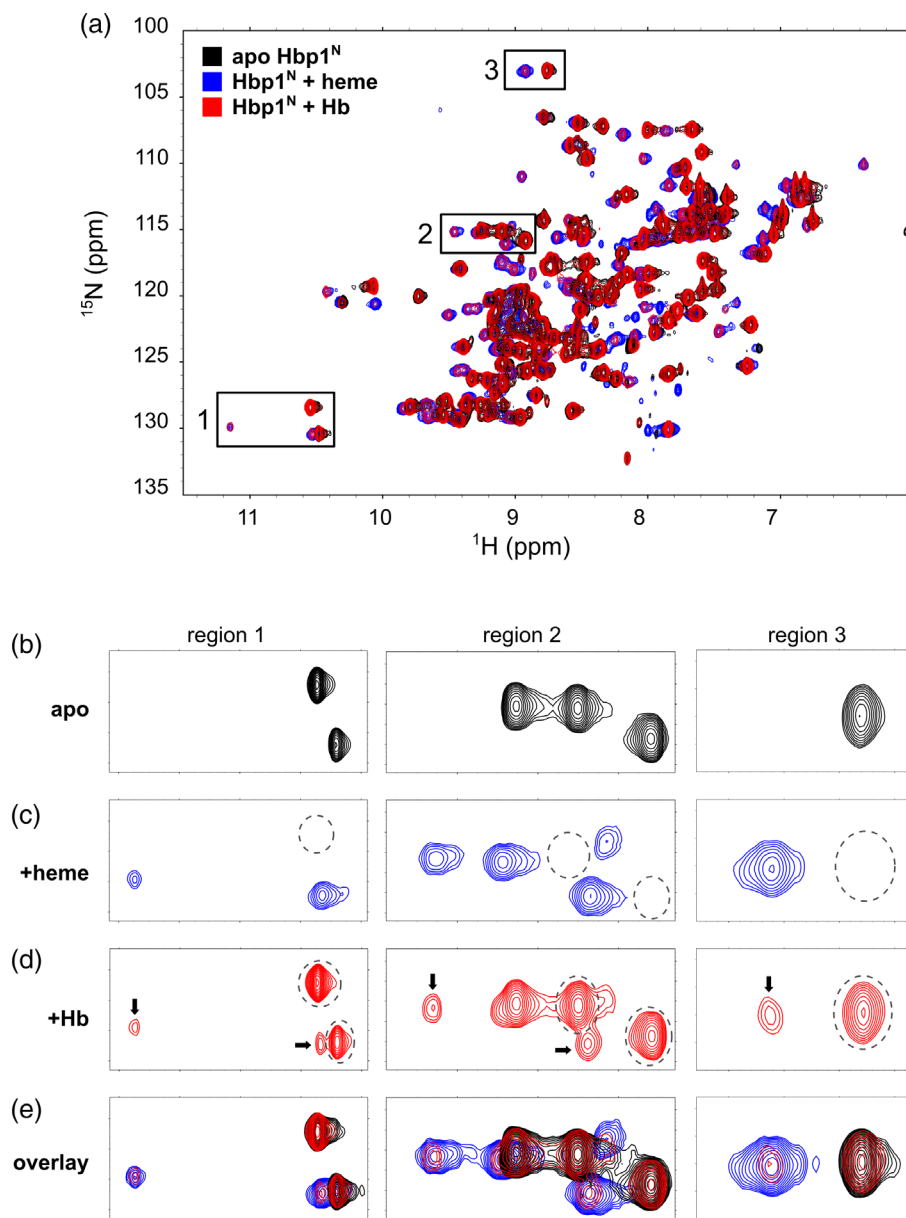 (a)
100
105
110
115
120
125
130
135
¹⁵N (ppm)
apo Hbp1ᴺ
Hbp1ᴺ + heme
Hbp1ᴺ + Hb
3
2
1
11
10
9
8
7
¹H (ppm)
region 1
region 2
region 3
(b)
apo
(c)
+heme
(d)
+Hb
(e)
overlay